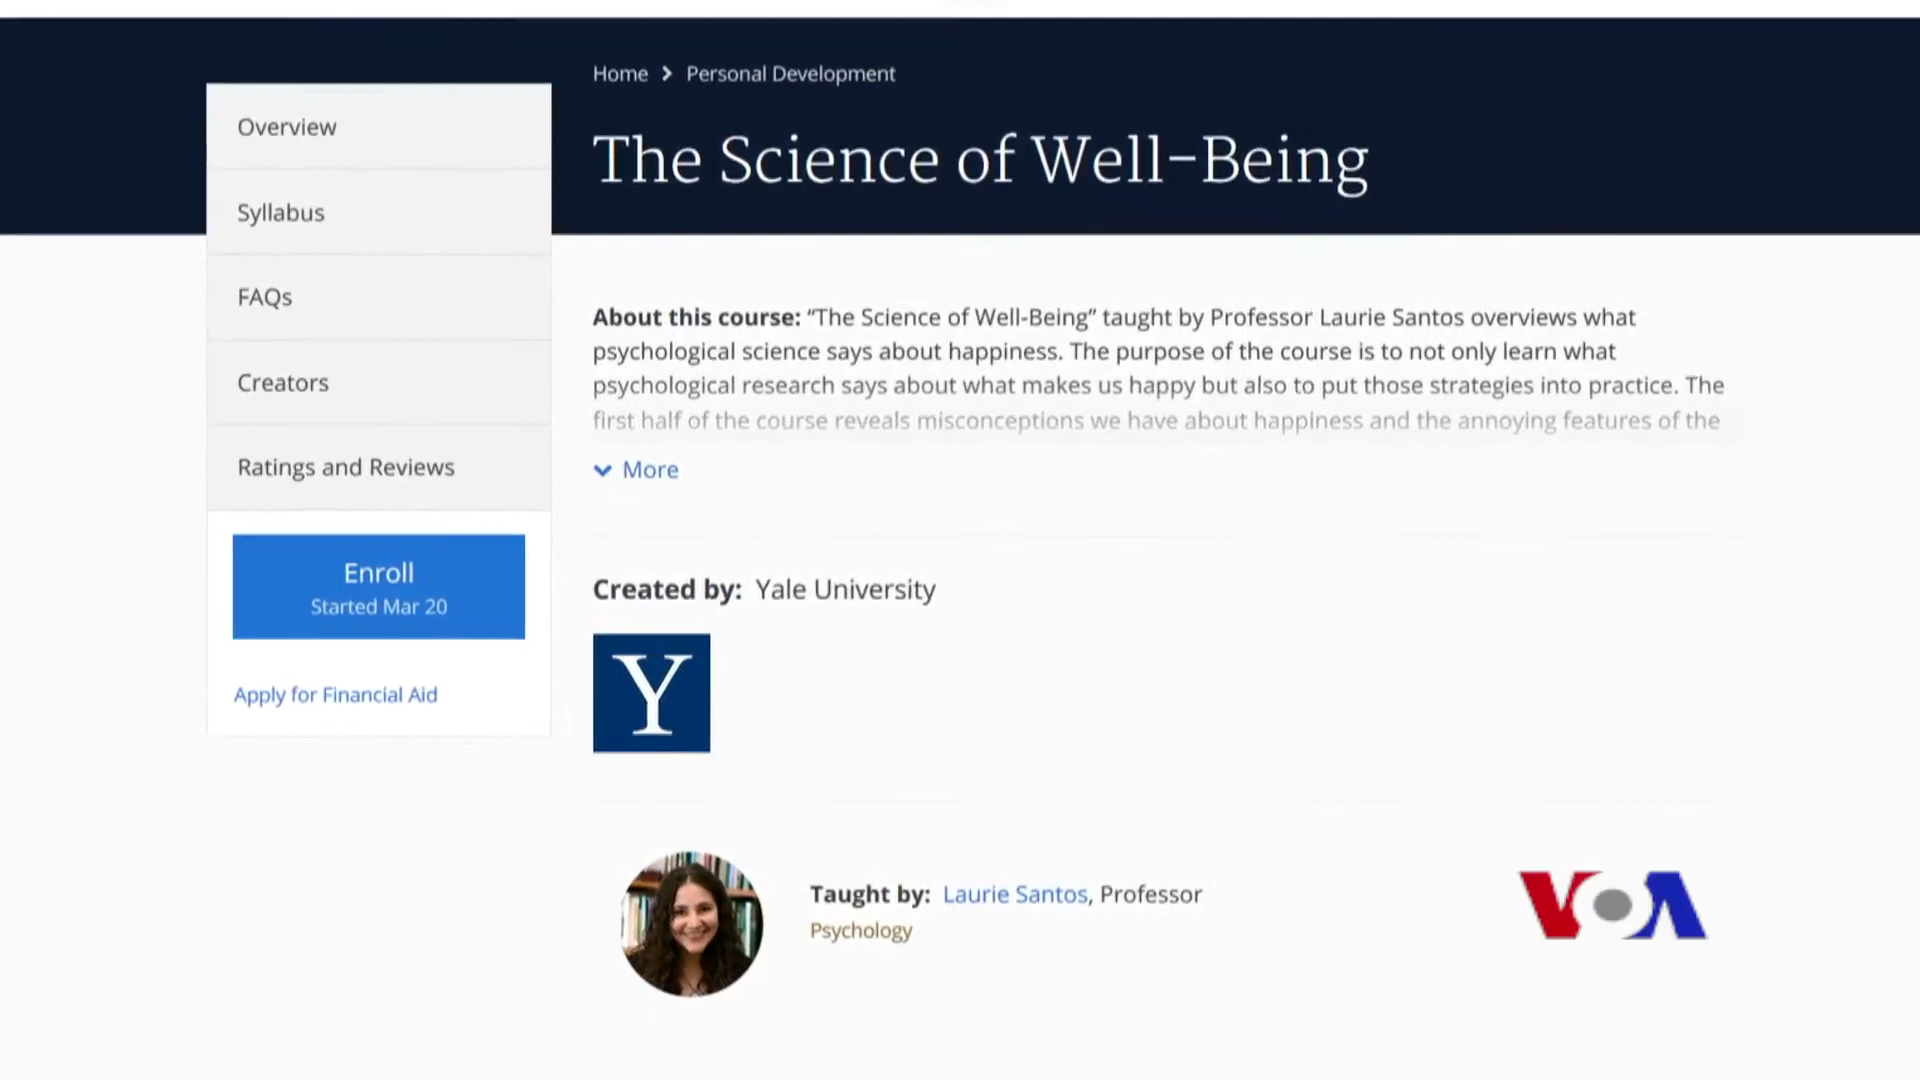 Home > Personal Development
The Science of Well-Being
Overview
Syllabus
FAQs
Creators
Ratings and Reviews
Enroll
Started Mar 20
Apply for Financial Aid
About this course: “The Science of Well-Being” taught by Professor Laurie Santos overviews what
psychological science says about happiness. The purpose of the course is to not only learn what
psychological research says about what makes us happy but also to put those strategies into practice. The
first half of the course reveals misconceptions we have about happiness and the annoying features of the
More
Created by: Yale University
Y
Taught by: Laurie Santos, Professor
Psychology
VOA